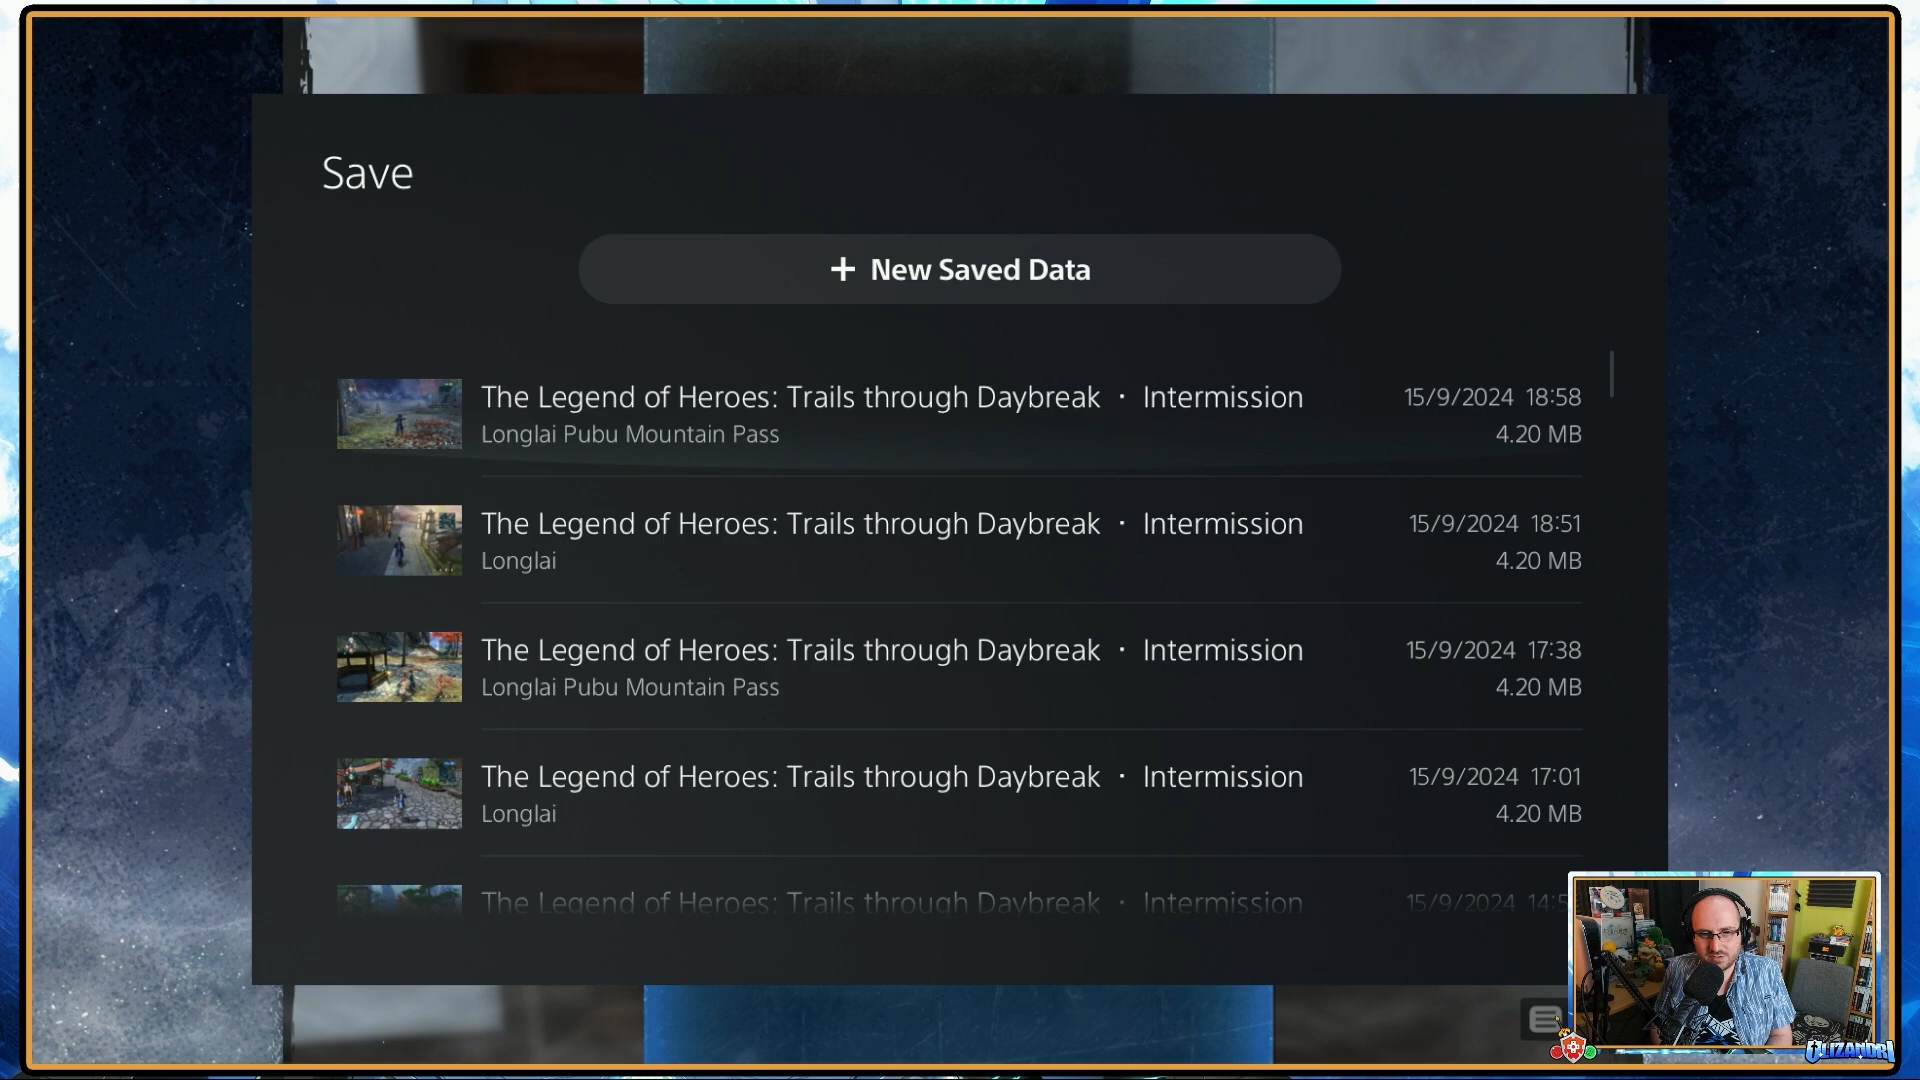 Save
+ New Saved Data
The Legend of Heroes: Trails through Daybreak · Intermission 15/9/2024 18:58
Longlai Pubu Mountain Pass 4.20 MB
The Legend of Heroes: Trails through Daybreak · Intermission 15/9/2024 18:51
Longlai 4.20 MB
The Legend of Heroes: Trails through Daybreak · Intermission 15/9/2024 17:38
Longlai Pubu Mountain Pass 4.20 MB
The Legend of Heroes: Trails through Daybreak · Intermission 15/9/2024 17:01
Longlai 4.20 MB
The Legend of Heroes: Trails through Daybreak · Intermission 15/9/2024